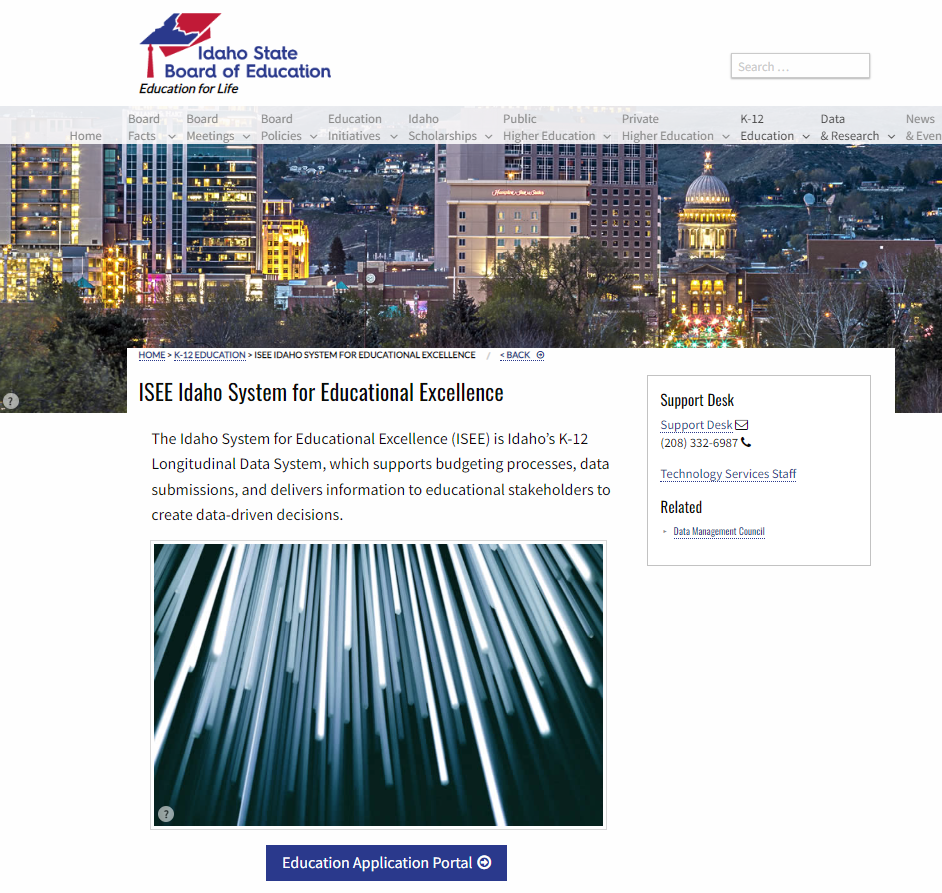 Idaho State
Board of Education
Education for Life
Search …
Home
Board Facts
Board Meetings
Board Policies
Education Initiatives
Idaho Scholarships
Public Higher Education
Private Higher Education
K-12 Education
Data & Research
News & Even
HOME > K-12 EDUCATION > ISEE IDAHO SYSTEM FOR EDUCATIONAL EXCELLENCE / < BACK
ISEE Idaho System for Educational Excellence
The Idaho System for Educational Excellence (ISEE) is Idaho’s K-12
Longitudinal Data System, which supports budgeting processes, data
submissions, and delivers information to educational stakeholders to
create data-driven decisions.
?
?
Education Application Portal
Support Desk
Support Desk
(208) 332-6987
Technology Services Staff
Related
Data Management Council